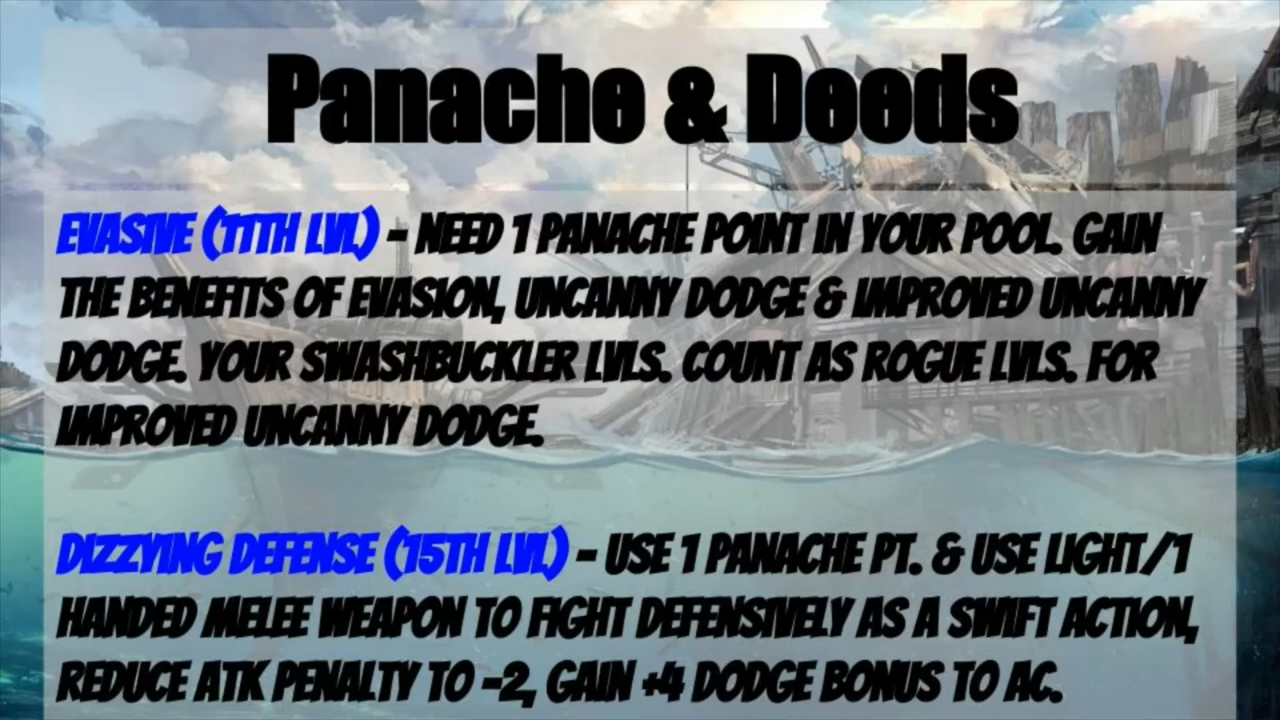 Panache & Deeds
EVASIVE (11TH LVL) - NEED 1 PANACHE POINT IN YOUR POOL. GAIN
THE BENEFITS OF EVASION, UNCANNY DODGE & IMPROVED UNCANNY
DODGE. YOUR SWASHBUCKLER LVLS. COUNT AS ROGUE LVLS. FOR
IMPROVED UNCANNY DODGE.
DIZZYING DEFENSE (15TH LVL) - USE 1 PANACHE PT. & USE LIGHT/1
HANDED MELEE WEAPON TO FIGHT DEFENSIVELY AS A SWIFT ACTION,
REDUCE ATK PENALTY TO -2, GAIN +4 DODGE BONUS TO AC.